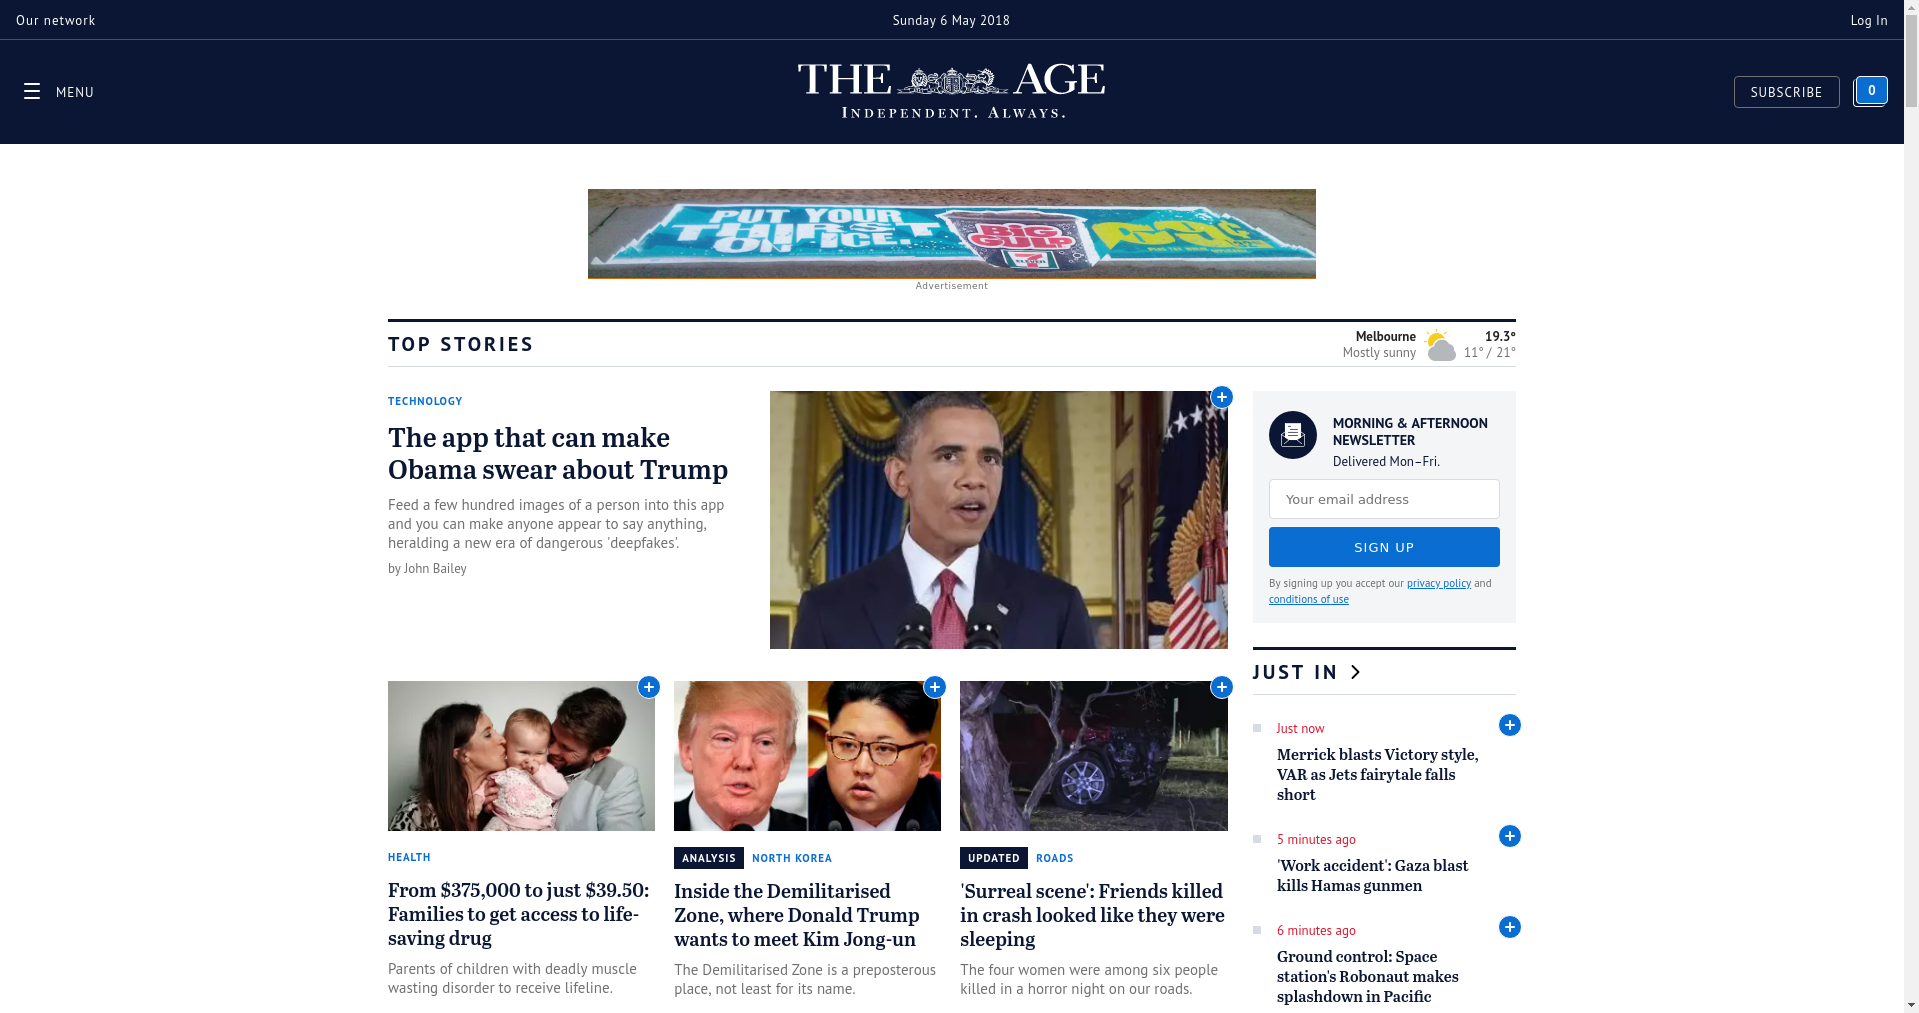 Our network
Sunday 6 May 2018
Log In
MENU
THE AGE
INDEPENDENT. ALWAYS.
SUBSCRIBE
0
PUT YOUR
THIRST
ON ICE.
BIG
GULP
7
ELEVEN
Advertisement
TOP STORIES
Melbourne
Mostly sunny
19.3°
11° / 21°
TECHNOLOGY
The app that can make
Obama swear about Trump
Feed a few hundred images of a person into this app
and you can make anyone appear to say anything,
heralding a new era of dangerous 'deepfakes'.
by John Bailey
MORNING & AFTERNOON
NEWSLETTER
Delivered Mon–Fri.
Your email address
SIGN UP
By signing up you accept our privacy policy and
conditions of use
HEALTH
From $375,000 to just $39.50:
Families to get access to life-
saving drug
Parents of children with deadly muscle
wasting disorder to receive lifeline.
ANALYSIS NORTH KOREA
Inside the Demilitarised
Zone, where Donald Trump
wants to meet Kim Jong-un
The Demilitarised Zone is a preposterous
place, not least for its name.
UPDATED ROADS
'Surreal scene': Friends killed
in crash looked like they were
sleeping
The four women were among six people
killed in a horror night on our roads.
JUST IN
Just now
Merrick blasts Victory style,
VAR as Jets fairytale falls
short
5 minutes ago
'Work accident': Gaza blast
kills Hamas gunmen
6 minutes ago
Ground control: Space
station's Robonaut makes
splashdown in Pacific